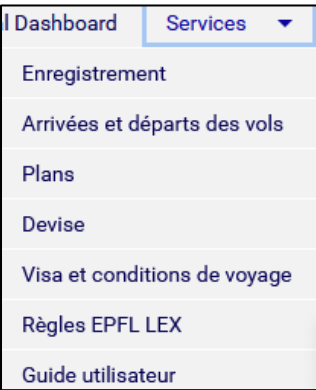 l Dashboard Services
Enregistrement
Arrivées et départs des vols
Plans
Devise
Visa et conditions de voyage
Règles EPFL LEX
Guide utilisateur